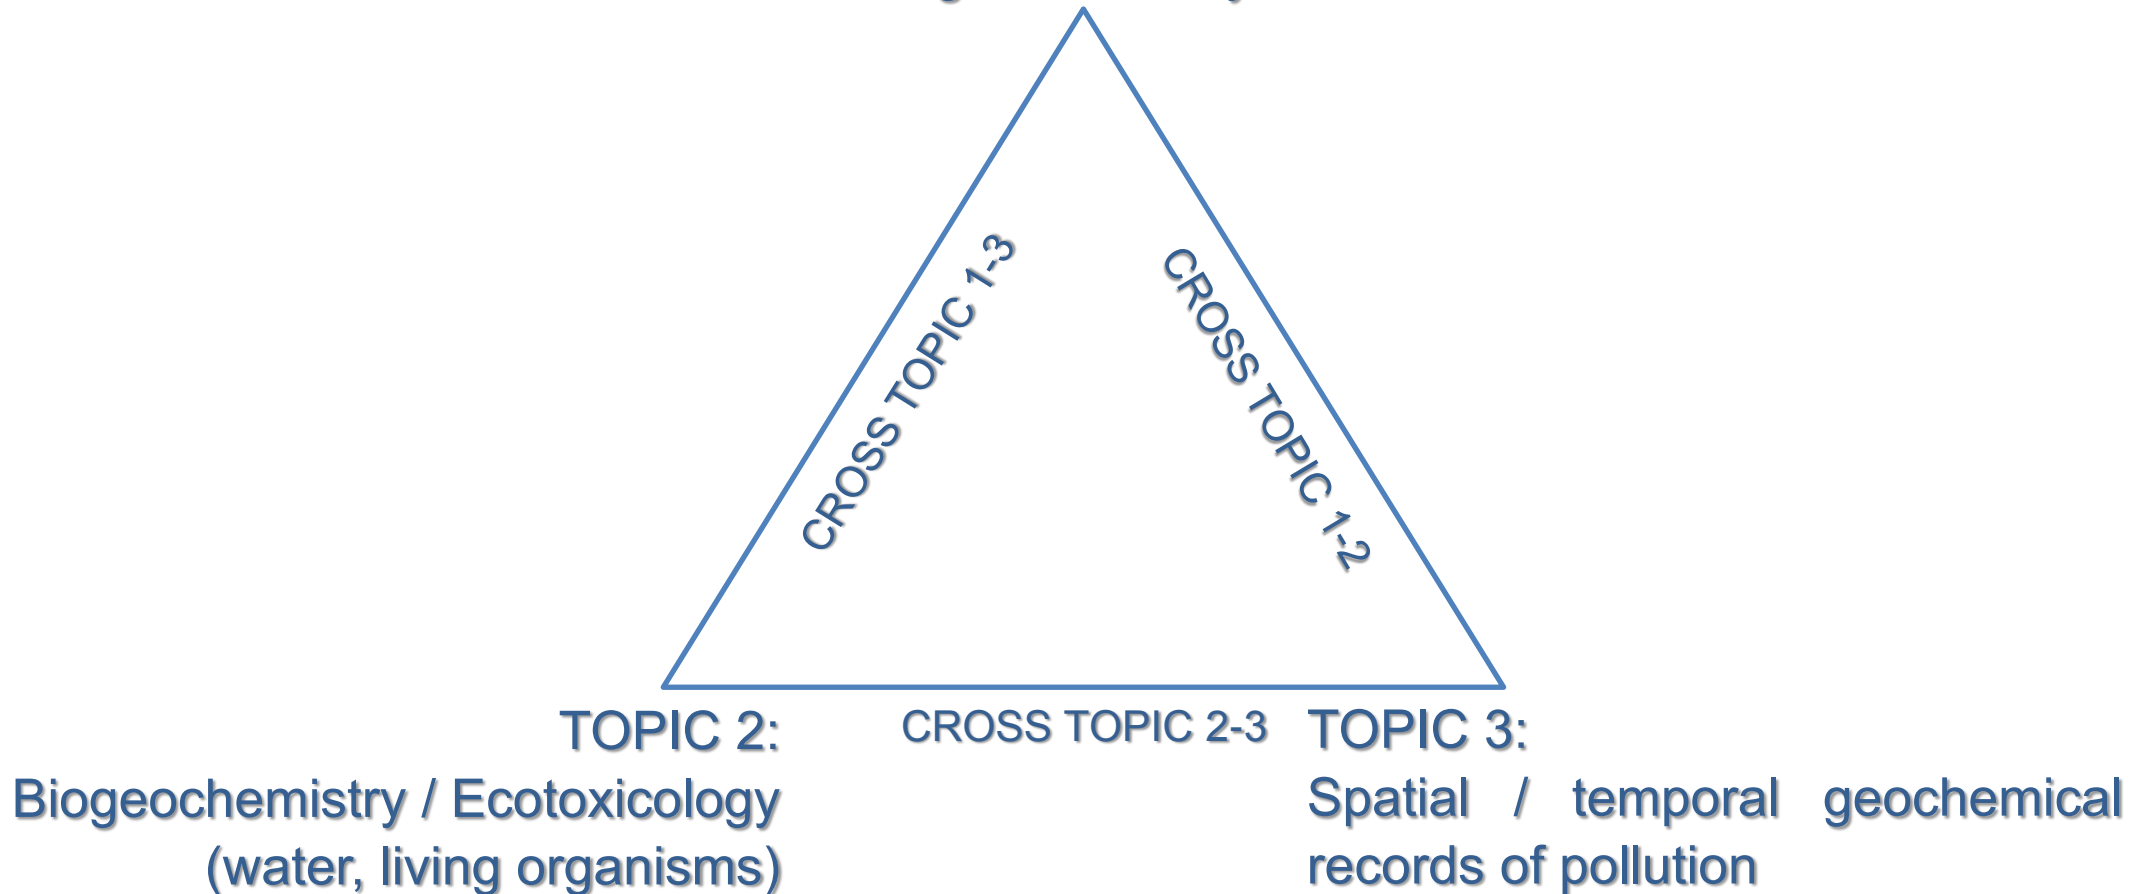 CROSS TOPIC 1-3
CROSS TOPIC 1-2
TOPIC 2:
CROSS TOPIC 2-3
TOPIC 3:
Biogeochemistry / Ecotoxicology
(water, living organisms)
Spatial / temporal geochemical
records of pollution